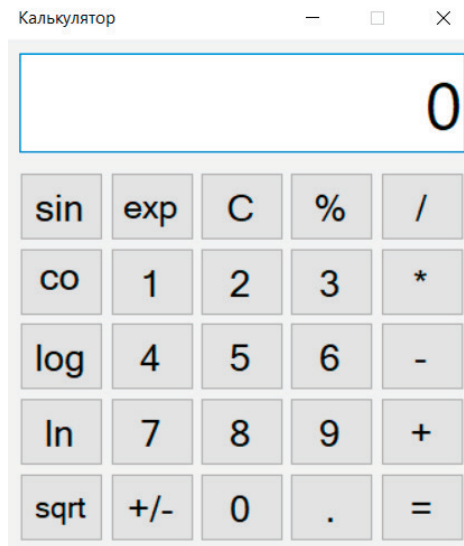 Калькулятор
0
sin exp C % /
co 1 2 3 *
log 4 5 6 -
ln 7 8 9 +
sqrt +/- 0 . =